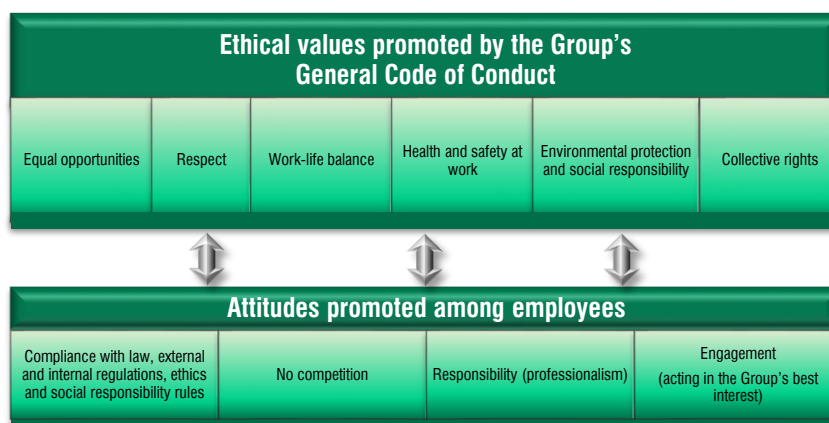 Ethical values promoted by the Group's
General Code of Conduct
Equal opportunities
Respect
Work-life balance
Health and safety at
work
Environmental protection
and social responsibility
Collective rights
Attitudes promoted among employees
Compliance with law, external
and internal regulations, ethics
and social responsibility rules
No competition
Responsibility (professionalism)
Engagement
(acting in the Group's best
interest)